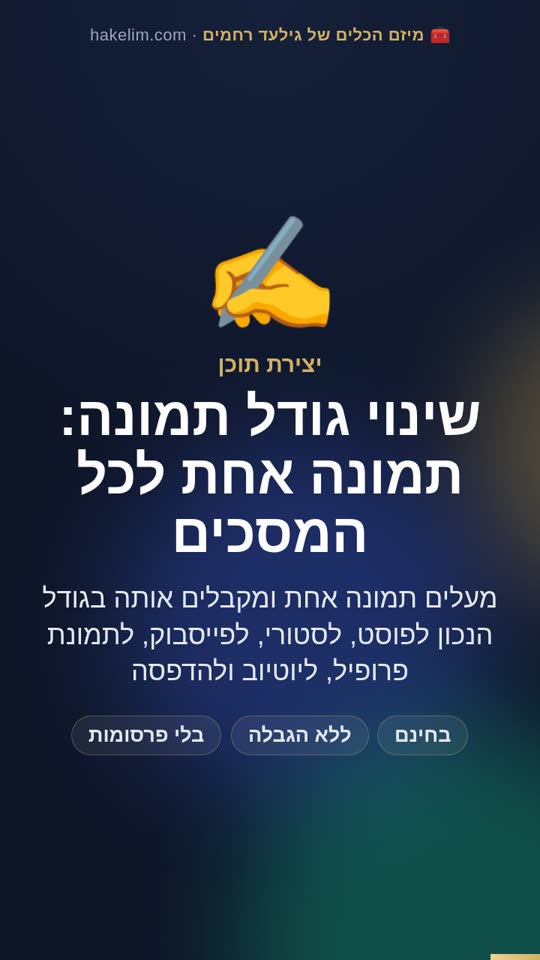 🧰 מיזם הכלים של גילעד רחמים · hakelim.com
יצירת תוכן
שינוי גודל תמונה:
תמונה אחת לכל
המסכים
מעלים תמונה אחת ומקבלים אותה בגודל
הנכון לפוסט, לסטורי, לפייסבוק, לתמונת
פרופיל, ליוטיוב ולהדפסה
בחינם
ללא הגבלה
בלי פרסומות